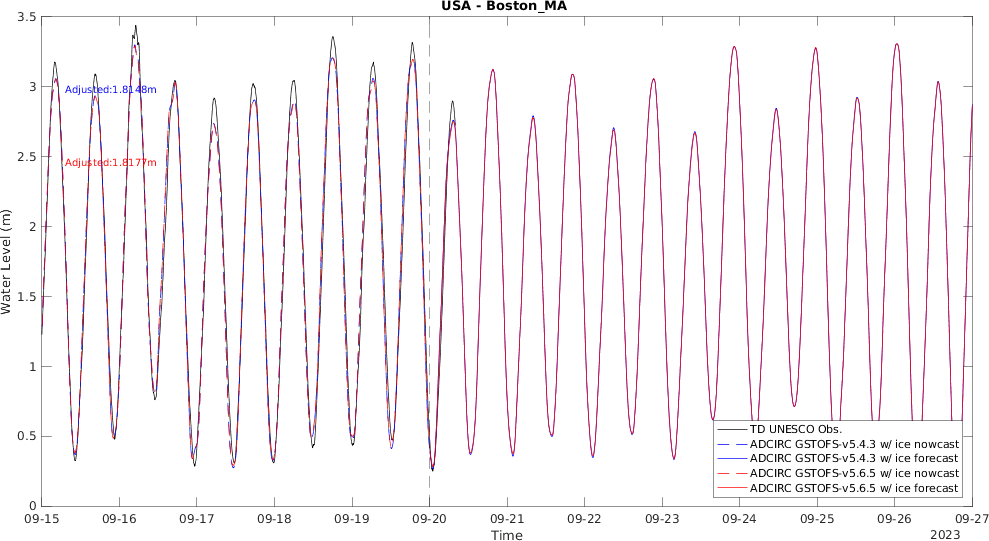 USA - Boston_MA
3.5
3
2.5
2
1.5
1
0.5
0
Water Level (m)
Adjusted:1.8148m
Adjusted:1.8177m
TD UNESCO Obs.
ADCIRC GSTOFS-v5.4.3 w/ ice nowcast
ADCIRC GSTOFS-v5.4.3 w/ ice forecast
ADCIRC GSTOFS-v5.6.5 w/ ice nowcast
ADCIRC GSTOFS-v5.6.5 w/ ice forecast
09-15 09-16 09-17 09-18 09-19 09-20 09-21 09-22 09-23 09-24 09-25 09-26 09-27
Time
2023